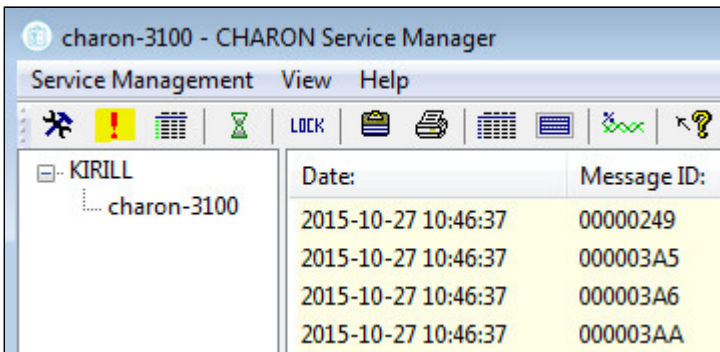 charon-3100 - CHARON Service Manager
Service Management View Help
LOCK
KIRILL
charon-3100
Date: Message ID:
2015-10-27 10:46:37 00000249
2015-10-27 10:46:37 000003A5
2015-10-27 10:46:37 000003A6
2015-10-27 10:46:37 000003AA